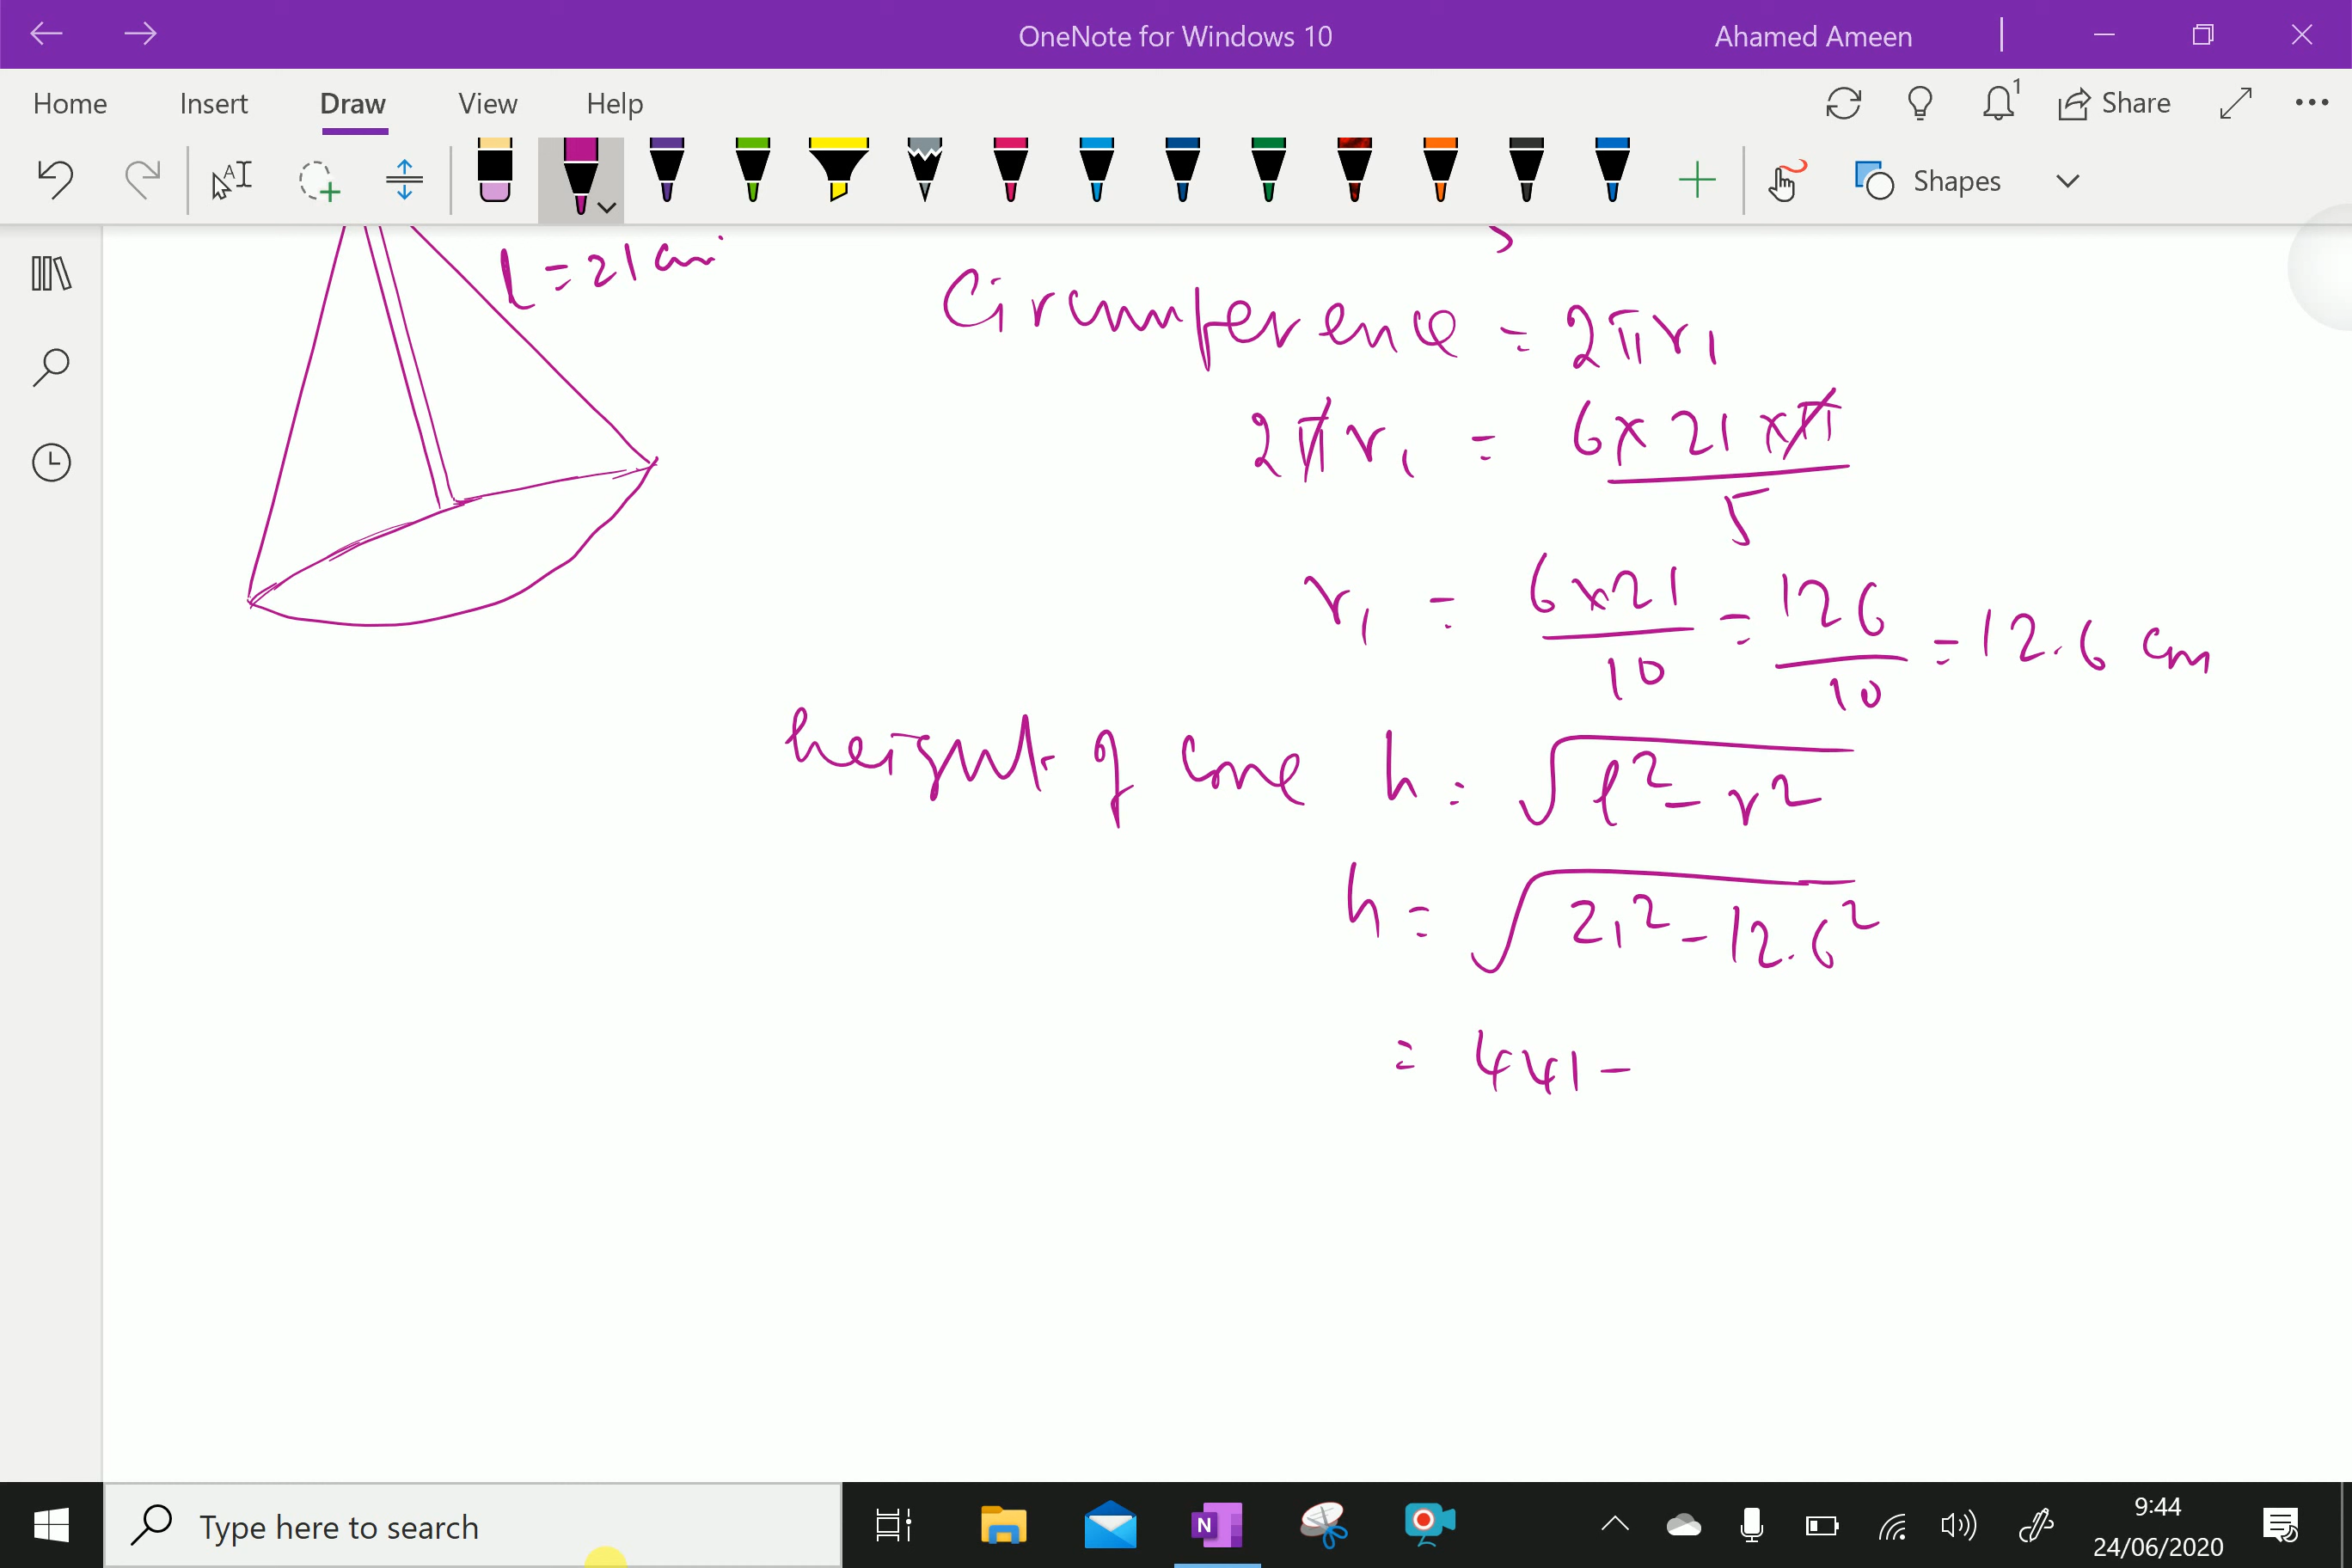 OneNote for Windows 10
Ahamed Ameen
Home Insert Draw View Help
1 Share
Shapes
l = 21 cm
Circumference = 2πr₁
2πr₁ = 6×21×π / 5
r₁ = 6×21 / 10 = 126 / 10 = 12.6 cm
height of cone h = √(l² - r²)
h = √(21² - 12.6²)
= 441 -
Type here to search
9:44
24/06/2020